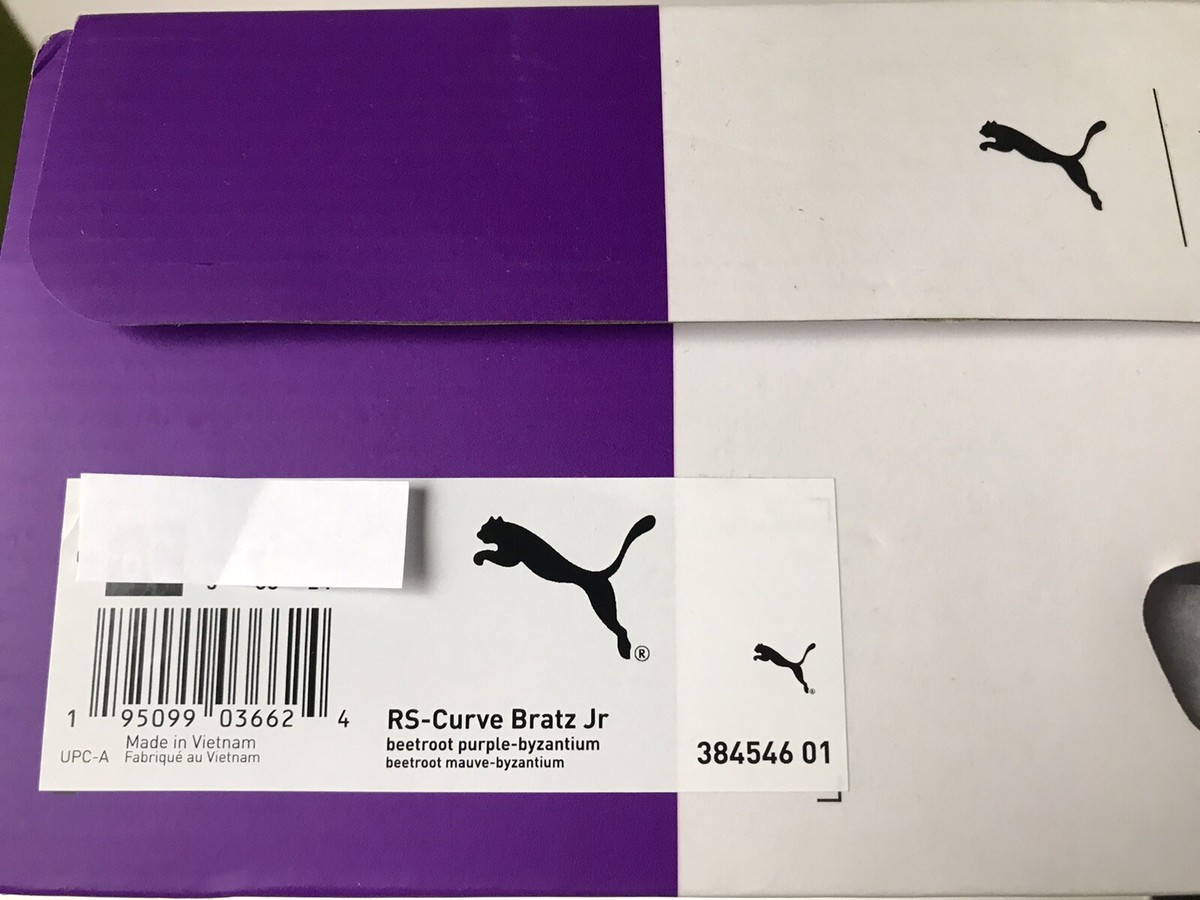 ®
RS-Curve Bratz Jr
beetroot purple-byzantium
beetroot mauve-byzantium
1 95099 03662 4
Made in Vietnam
UPC-A Fabriqué au Vietnam
384546 01